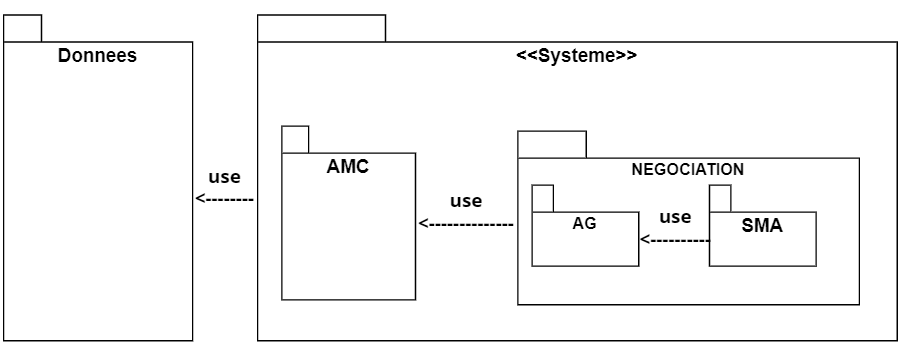 Donnees
<<Systeme>>
use
AMC
use
NEGOCIATION
AG
use
SMA